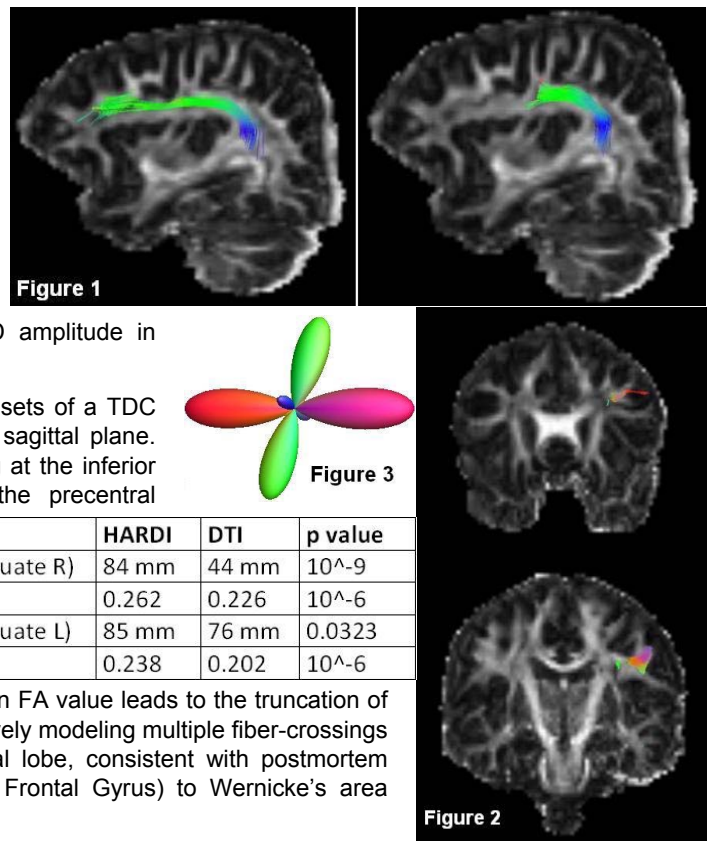 Figure 1
D amplitude in
sets of a TDC
sagittal plane.
at the inferior
the precentral
Figure 3
HARDI DTI p value
uate R) 84 mm 44 mm 10^-9
0.262 0.226 10^-6
uate L) 85 mm 76 mm 0.0323
0.238 0.202 10^-6
n FA value leads to the truncation of
vely modeling multiple fiber-crossings
al lobe, consistent with postmortem
Frontal Gyrus) to Wernicke's area
Figure 2